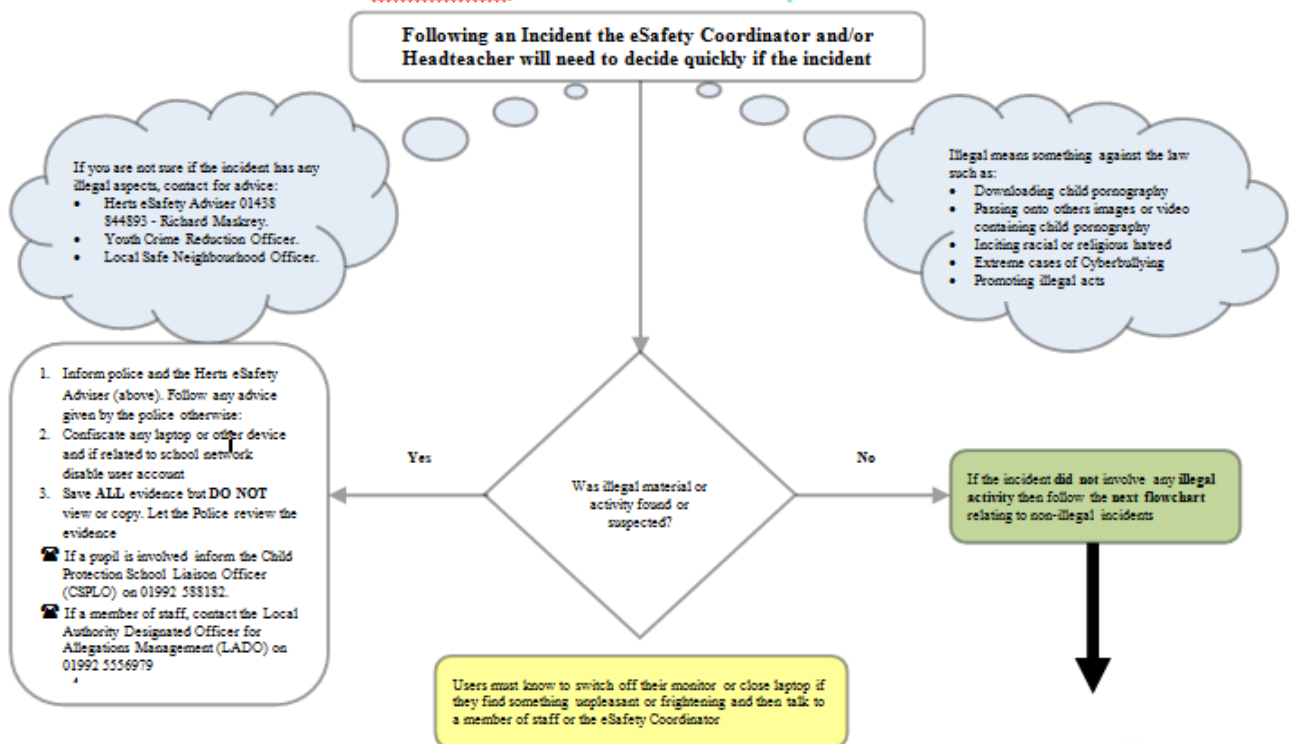 Following an Incident the eSafety Coordinator and/or
Headteacher will need to decide quickly if the incident
If you are not sure if the incident has any
illegal aspects, contact for advice:
• Herts eSafety Adviser 01438
844893 - Richard Maskrey.
• Youth Crime Reduction Officer.
• Local Safe Neighbourhood Officer.
Illegal means something against the law
such as:
• Downloading child pornography
• Passing onto others images or video
containing child pornography
• Inciting racial or religious hatred
• Extreme cases of Cyberbullying
• Promoting illegal acts
1. Inform police and the Herts eSafety
Adviser (above). Follow any advice
given by the police otherwise:
2. Confiscate any laptop or other device
and if related to school network
disable user account
3. Save ALL evidence but DO NOT
view or copy. Let the Police review the
evidence
☎ If a pupil is involved inform the Child
Protection School Liaison Officer
(CSPLO) on 01992 588182.
☎ If a member of staff, contact the Local
Authority Designated Officer for
Allegations Management (LADO) on
01992 5556979
Yes
Was illegal material or
activity found or
suspected?
No
If the incident did not involve any illegal
activity then follow the next flowchart
relating to non-illegal incidents
Users must know to switch off their monitor or close laptop if
they find something unpleasant or frightening and then talk to
a member of staff or the eSafety Coordinator